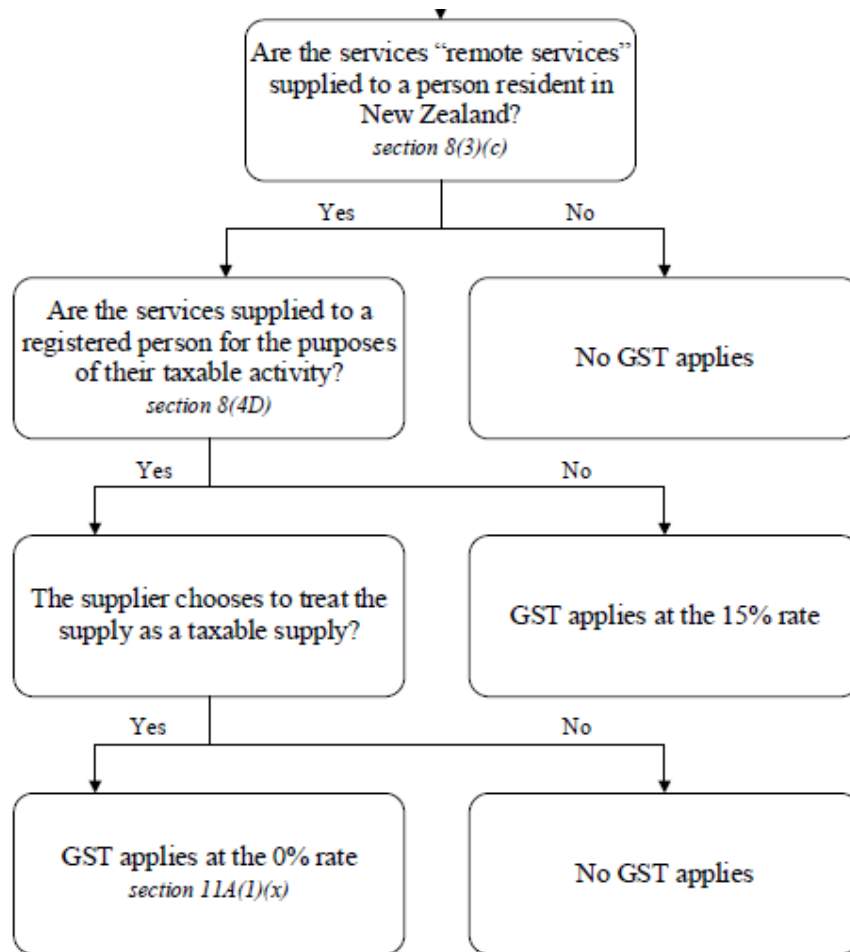 Are the services “remote services”
supplied to a person resident in
New Zealand?
section 8(3)(c)
Yes
No
Are the services supplied to a
registered person for the purposes
of their taxable activity?
section 8(4D)
No GST applies
Yes
No
The supplier chooses to treat the
supply as a taxable supply?
GST applies at the 15% rate
Yes
No
GST applies at the 0% rate
section 11A(1)(x)
No GST applies